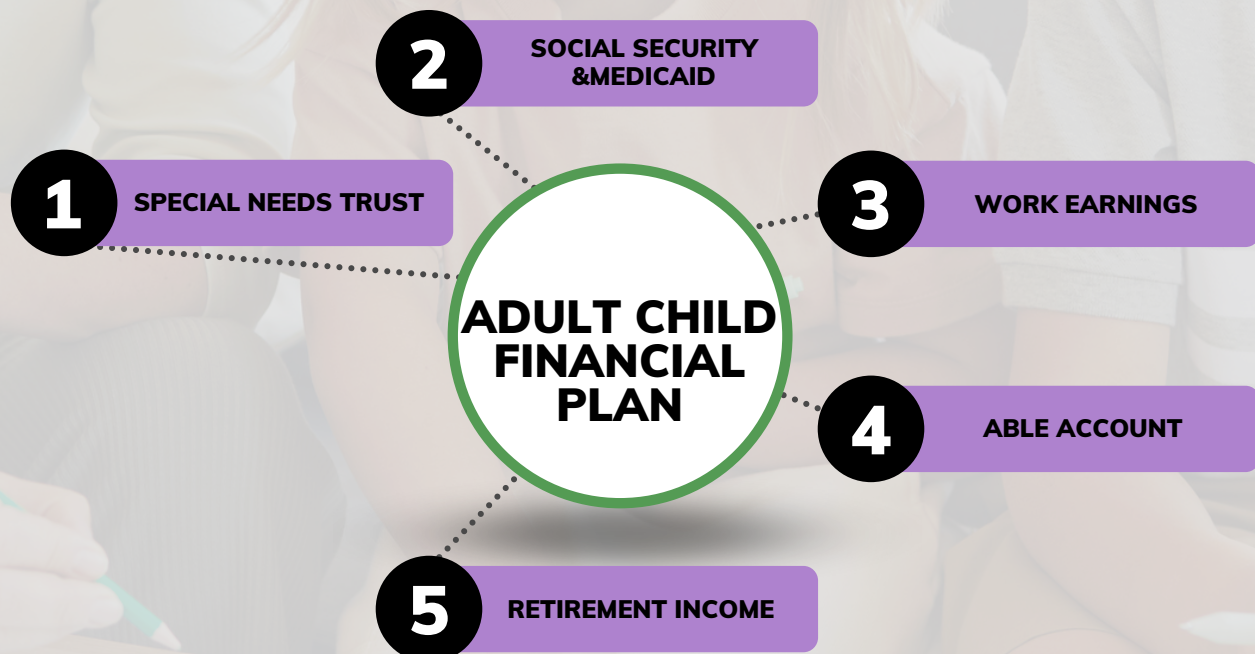 2
SOCIAL SECURITY
&MEDICAID
1
SPECIAL NEEDS TRUST
3
WORK EARNINGS
ADULT CHILD
FINANCIAL
PLAN
4
ABLE ACCOUNT
5
RETIREMENT INCOME